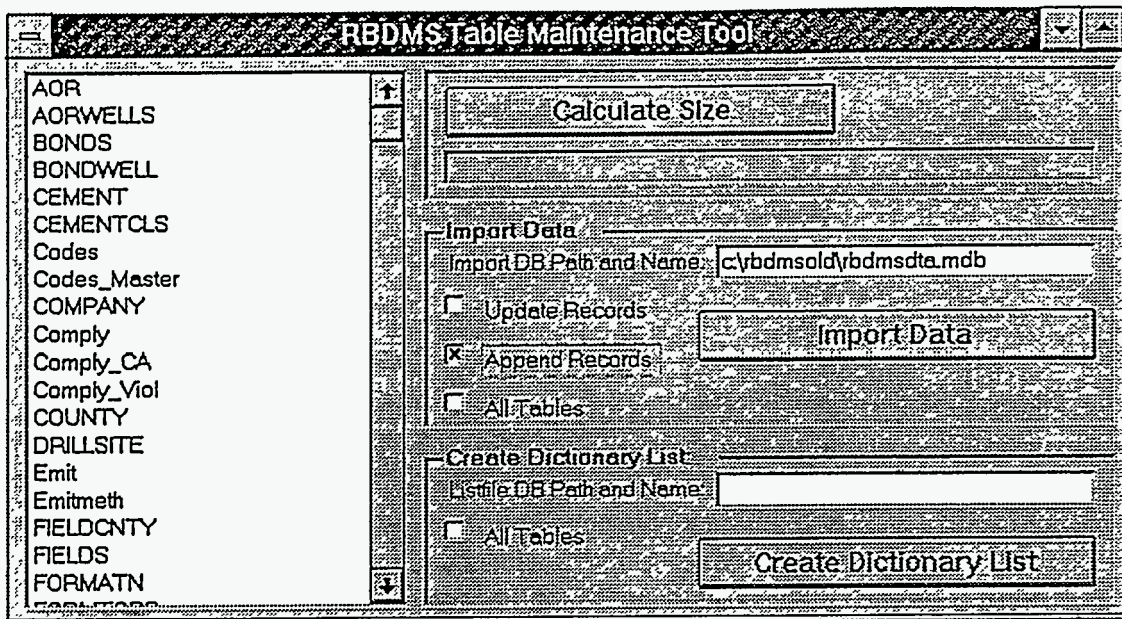 RBDMS Table Maintenance Tool
AOR
AORWELLS
BONDS
BONDWELL
CEMENT
CEMENTCLS
Codes
Codes_Master
COMPANY
Comply
Comply_CA
Comply_Viol
COUNTY
DRILLSITE
Emit
Emitmeth
FIELDCNTY
FIELDS
FORMATN
Calculate Size
Import Data
Import DB Path and Name: c:\rbdmsold\rbdmsdta.mdb
Update Records
Import Data
Append Records
All Tables
Create Dictionary List
Listfile DB Path and Name:
All Tables
Create Dictionary List